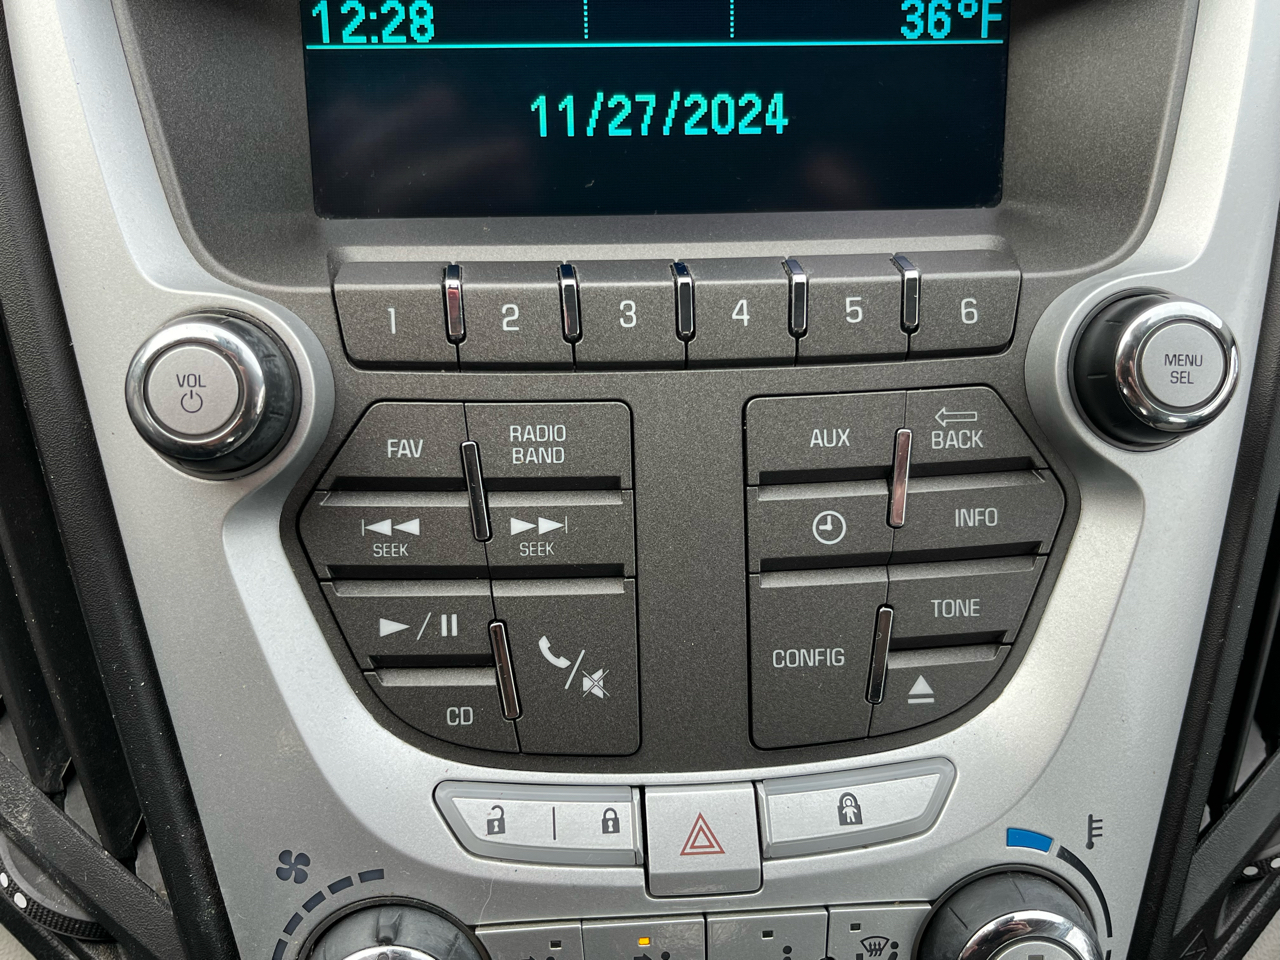 12:28
36°F
11/27/2024
1 2 3 4 5 6
VOL
MENU
SEL
FAV
RADIO
BAND
AUX
BACK
SEEK
SEEK
INFO
TONE
CONFIG
CD